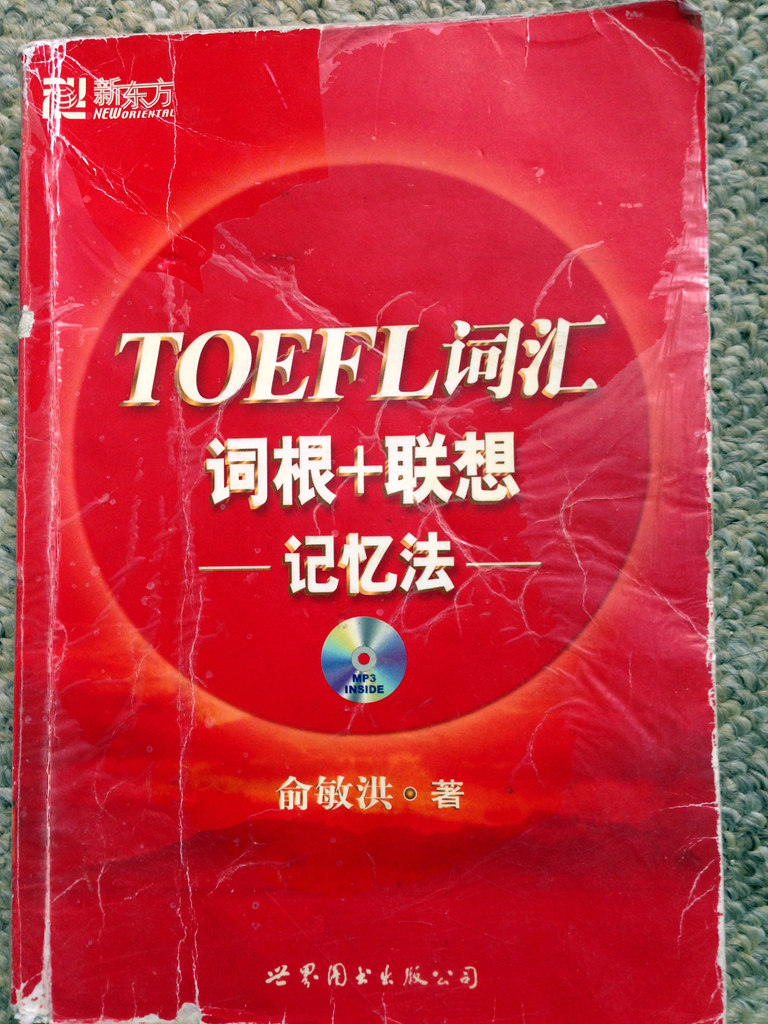 新东方
NEW ORIENTAL
TOEFL词汇
词根+联想
记忆法
MP3
INSIDE
俞敏洪·著
世界图书出版公司